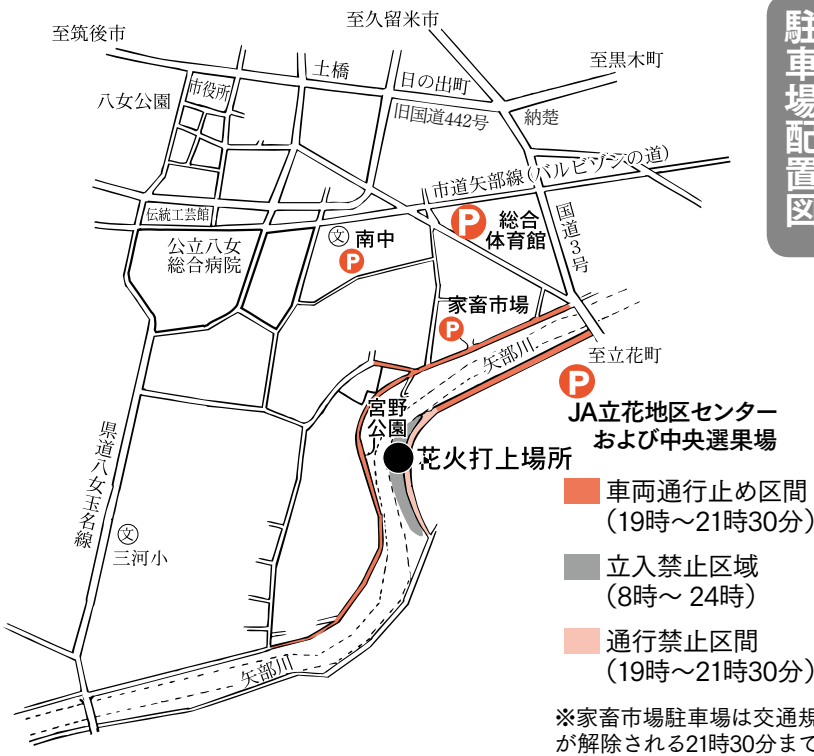 駐車場配置図
至久留米市
至筑後市
至黒木町
土橋
日の出町
市役所
八女公園
旧国道442号
納楚
市道矢部線(バルビゾンの道)
伝統工芸館
P
総合
体育館
国道3号
文 南中
P
公立八女
総合病院
家畜市場
P
矢部川
至立花町
P
JA立花地区センター
および中央選果場
宮野
公園
花火打上場所
県道八女玉名線
文
三河小
矢部川
車両通行止め区間
(19時〜21時30分)
立入禁止区域
(8時〜 24時)
通行禁止区間
(19時〜21時30分)
※家畜市場駐車場は交通規
が解除される21時30分まで